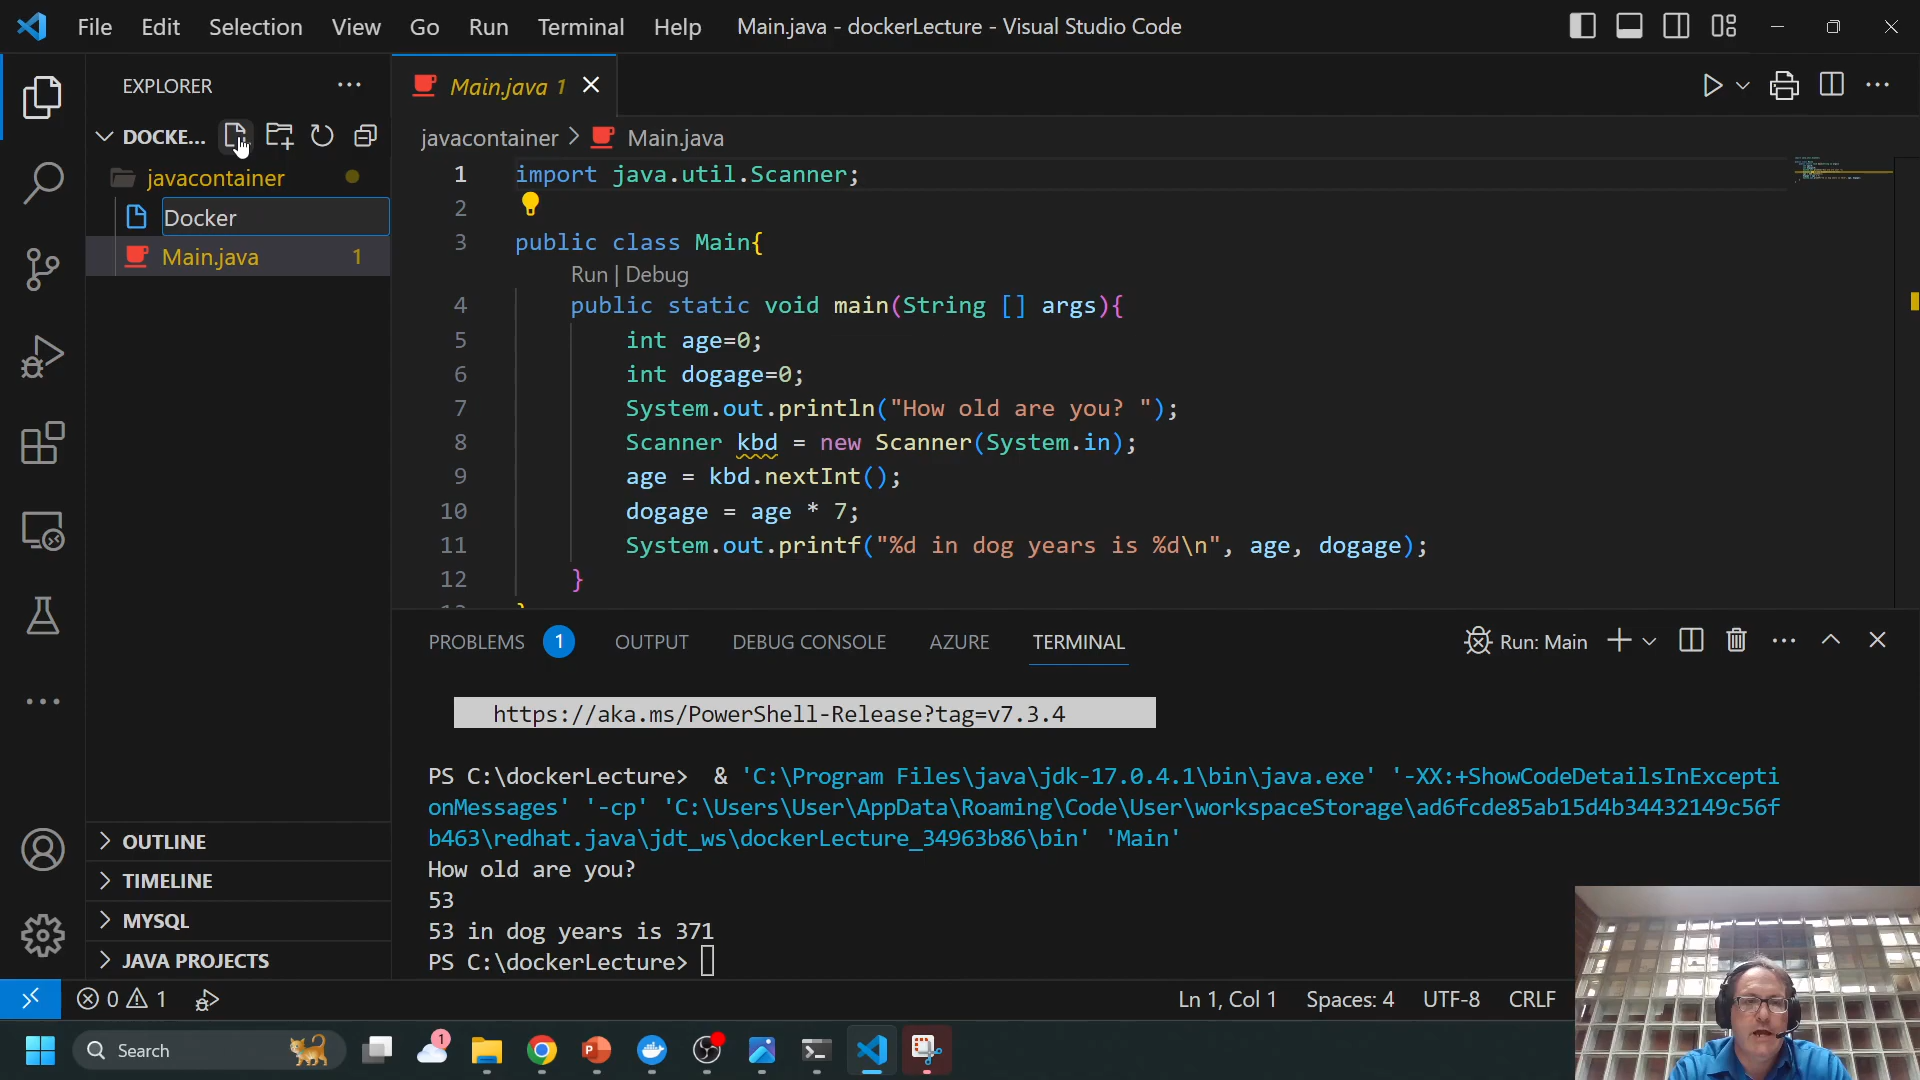 File Edit Selection View Go Run Terminal Help Main.java - dockerLecture - Visual Studio Code
EXPLORER
DOCKE...
javacontainer
Docker
Main.java 1
OUTLINE
TIMELINE
MYSQL
JAVA PROJECTS
Main.java 1
javacontainer > Main.java
1 import java.util.Scanner;
2
3 public class Main{
Run | Debug
4 public static void main(String [] args){
5 int age=0;
6 int dogage=0;
7 System.out.println("How old are you? ");
8 Scanner kbd = new Scanner(System.in);
9 age = kbd.nextInt();
10 dogage = age * 7;
11 System.out.printf("%d in dog years is %d\n", age, dogage);
12 }
PROBLEMS 1 OUTPUT DEBUG CONSOLE AZURE TERMINAL Run: Main
https://aka.ms/PowerShell-Release?tag=v7.3.4
PS C:\dockerLecture> & 'C:\Program Files\java\jdk-17.0.4.1\bin\java.exe' '-XX:+ShowCodeDetailsInExcepti
onMessages' '-cp' 'C:\Users\User\AppData\Roaming\Code\User\workspaceStorage\ad6fcde85ab15d4b34432149c56f
b463\redhat.java\jdt_ws\dockerLecture_34963b86\bin' 'Main'
How old are you?
53
53 in dog years is 371
PS C:\dockerLecture>
0 1 Ln 1, Col 1 Spaces: 4 UTF-8 CRLF
Search 1